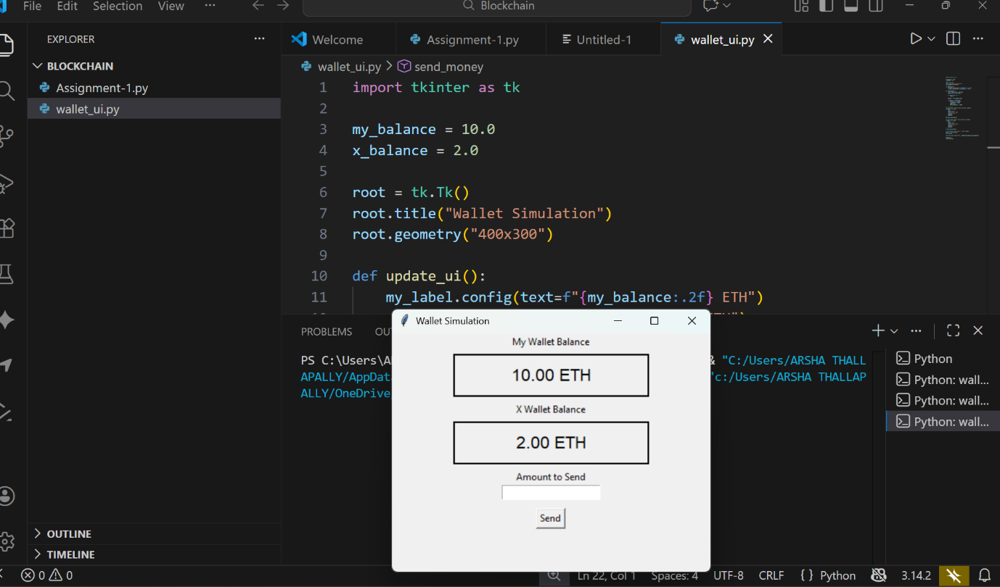 File Edit Selection View ··· Blockchain
EXPLORER ···
Welcome Assignment-1.py Untitled-1 wallet_ui.py
BLOCKCHAIN
Assignment-1.py
wallet_ui.py
wallet_ui.py > send_money
1 import tkinter as tk
2
3 my_balance = 10.0
4 x_balance = 2.0
5
6 root = tk.Tk()
7 root.title("Wallet Simulation")
8 root.geometry("400x300")
9
10 def update_ui():
11 my_label.config(text=f"{my_balance:.2f} ETH")
PROBLEMS OU
PS C:\Users\A & "C:/Users/ARSHA THALL
APALLY/AppDat "c:/Users/ARSHA THALLAP
ALLY/OneDrive
Python
Python: wall...
Python: wall...
Python: wall...
Wallet Simulation
My Wallet Balance
10.00 ETH
X Wallet Balance
2.00 ETH
Amount to Send
Send
OUTLINE
TIMELINE
0 0 Ln 22, Col 1 Spaces: 4 UTF-8 CRLF { } Python 3.14.2